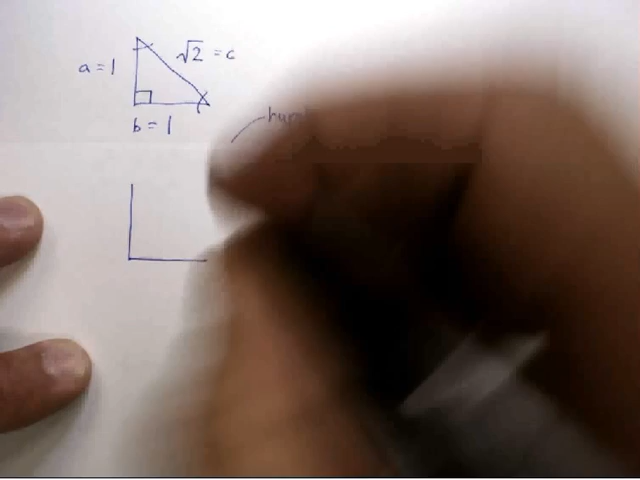 a = 1
√2 = c
b = 1